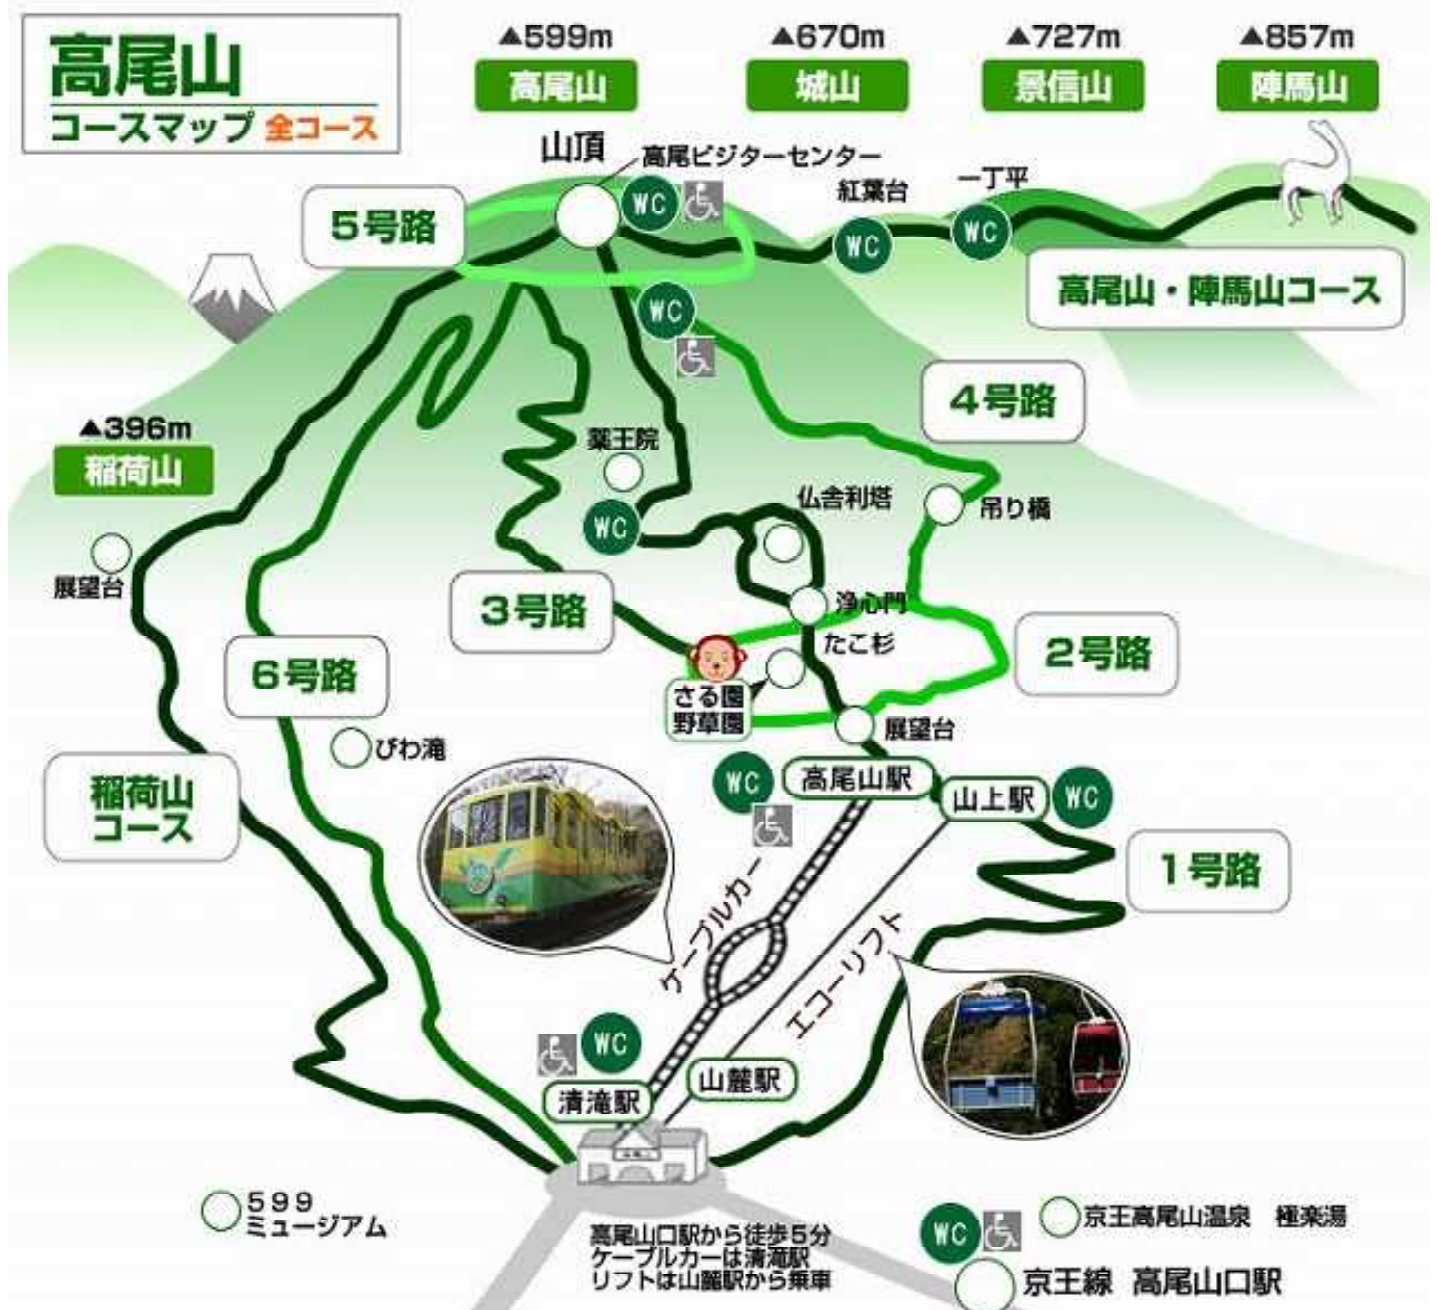 高尾山
コースマップ 全コース
▲599m
高尾山
▲670m
城山
▲727m
景信山
▲857m
陣馬山
山頂
高尾ビジターセンター
WC
紅葉台
WC
一丁平
WC
5号路
高尾山・陣馬山コース
WC
4号路
▲396m
稲荷山
展望台
薬王院
WC
仏舎利塔
吊り橋
3号路
浄心門
たこ杉
2号路
6号路
さる園
野草園
展望台
びわ滝
稲荷山
コース
WC
高尾山駅
山上駅
WC
1号路
ケーブルカー
エコーリフト
WC
清滝駅
山麓駅
599
ミュージアム
高尾山口駅から徒歩5分
ケーブルカーは清滝駅
リフトは山麓駅から乗車
WC
京王高尾山温泉 極楽湯
京王線 高尾山口駅